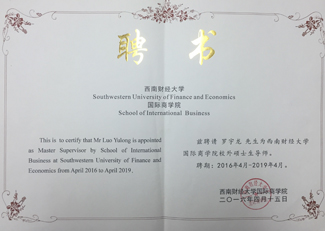 聘 书
西南财经大学
Southwestern University of Finance and Economics
国际商学院
School of International Business
This is to certify that Mr Luo Yulong is appointed
as Master Supervisor by School of International
Business at Southwestern University of Finance and
Economics from April 2016 to April 2019.
兹聘请 罗宇龙 先生为西南财经大学
国际商学院校外硕士生导师。
聘期：2016年4月-2019年4月。
西南财经大学国际商学院
二〇一六年四月十五日